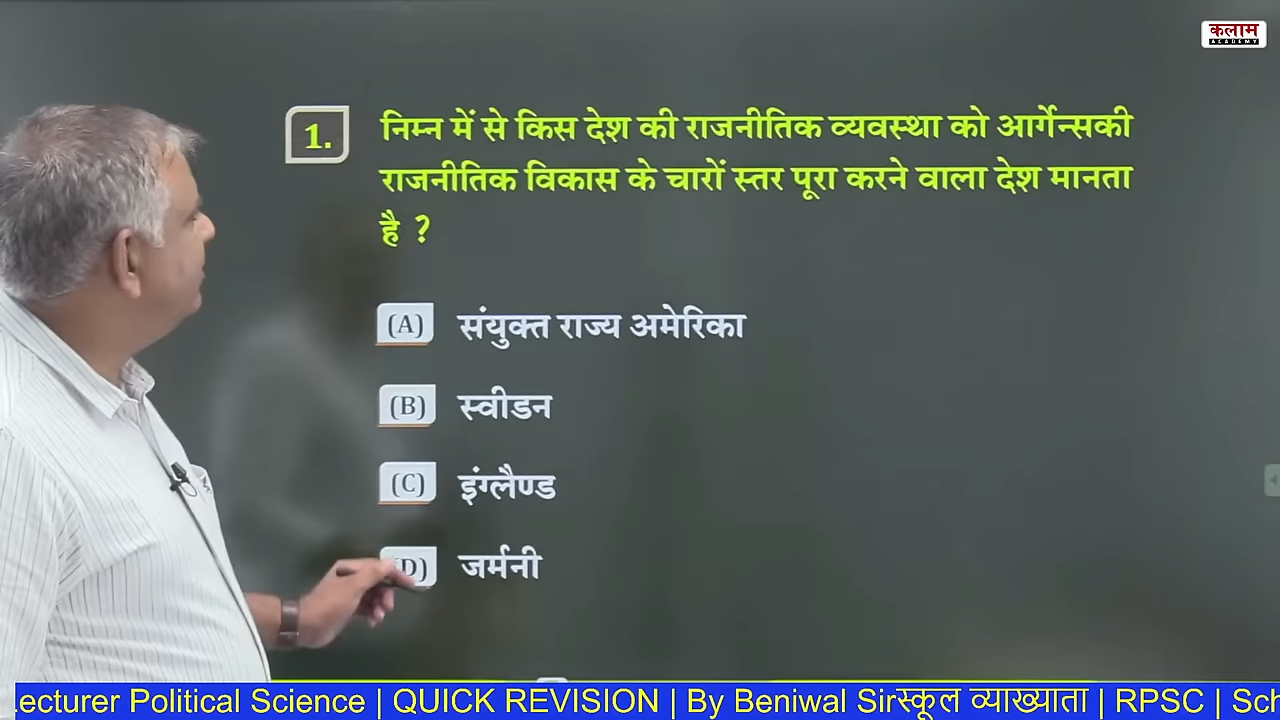 कलाम
ACADEMY
1. निम्न में से किस देश की राजनीतिक व्यवस्था को आर्गेन्सकी
राजनीतिक विकास के चारों स्तर पूरा करने वाला देश मानता
है ?
(A) संयुक्त राज्य अमेरिका
(B) स्वीडन
(C) इंग्लैण्ड
(D) जर्मनी
ecturer Political Science | QUICK REVISION | By Beniwal Sirस्कूल व्याख्याता | RPSC | Sch